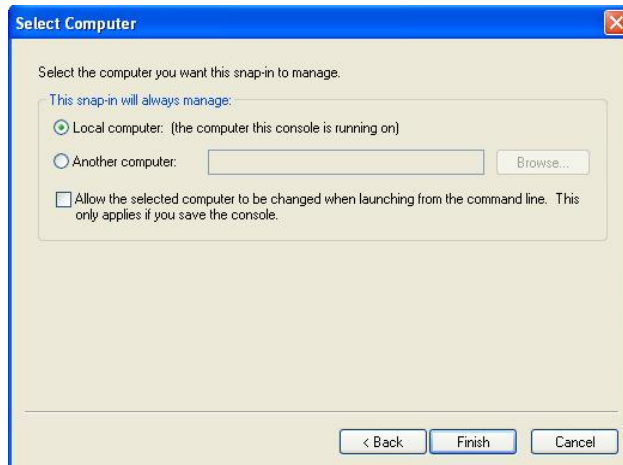 Select Computer
Select the computer you want this snap-in to manage.
This snap-in will always manage:
Local computer: (the computer this console is running on)
Another computer:
Browse...
Allow the selected computer to be changed when launching from the command line. This
only applies if you save the console.
< Back
Finish
Cancel